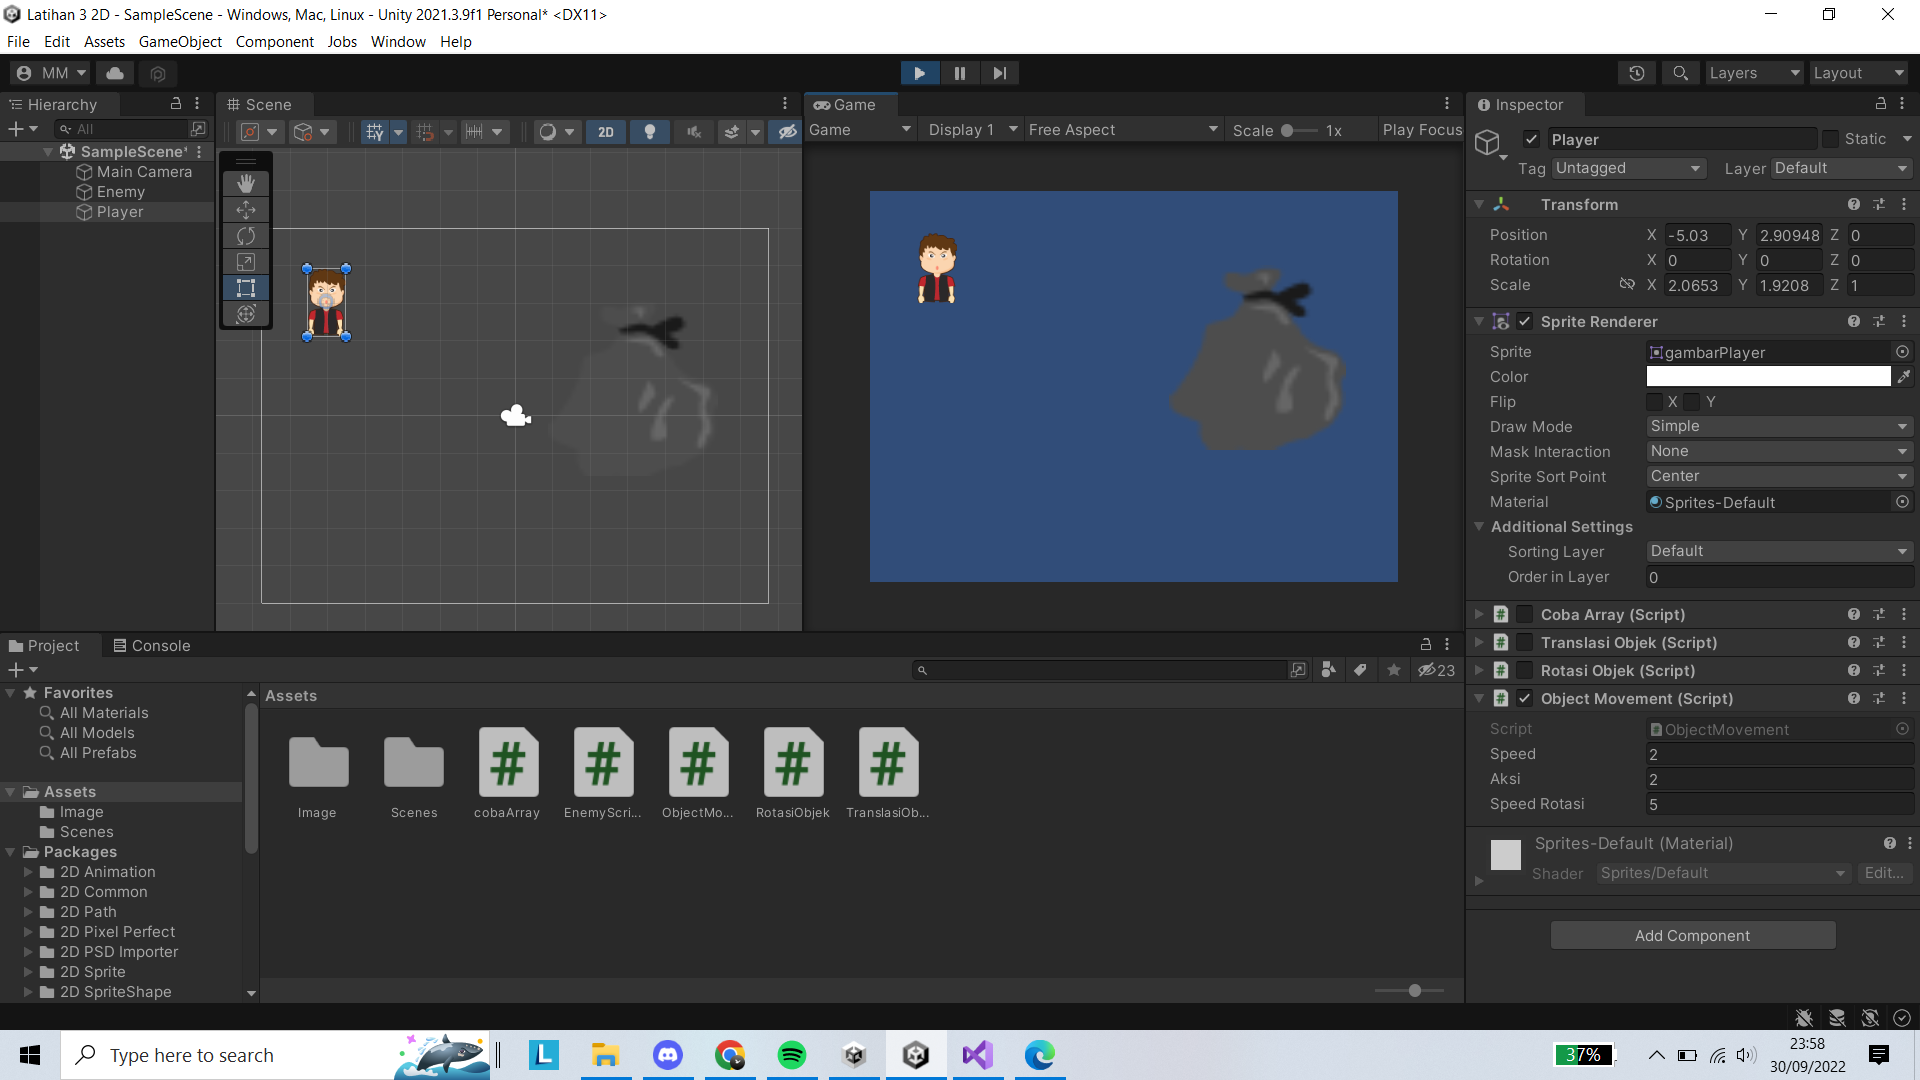 Latihan 3 2D - SampleScene - Windows, Mac, Linux - Unity 2021.3.9f1 Personal* <DX11>
File Edit Assets GameObject Component Jobs Window Help
MM
Layers Layout
Hierarchy
All
SampleScene*
Main Camera
Enemy
Player
Scene
2D
Game
Game Display 1 Free Aspect Scale 1x Play Focus
Inspector
Player Static
Tag Untagged Layer Default
Transform
Position X -5.03 Y 2.90948 Z 0
Rotation X 0 Y 0 Z 0
Scale X 2.0653 Y 1.9208 Z 1
Sprite Renderer
Sprite gambarPlayer
Color
Flip X Y
Draw Mode Simple
Mask Interaction None
Sprite Sort Point Center
Material Sprites-Default
Additional Settings
Sorting Layer Default
Order in Layer 0
# Coba Array (Script)
# Translasi Objek (Script)
# Rotasi Objek (Script)
# Object Movement (Script)
Script ObjectMovement
Speed 2
Aksi 2
Speed Rotasi 5
Sprites-Default (Material)
Shader Sprites/Default Edit...
Add Component
Project Console
23
Favorites
All Materials
All Models
All Prefabs
Assets
Image
Scenes
Packages
2D Animation
2D Common
2D Path
2D Pixel Perfect
2D PSD Importer
2D Sprite
2D SpriteShape
Assets
# # # # #
Image Scenes cobaArray EnemyScri... ObjectMo... RotasiObjek TranslasiOb...
Type here to search
L
37%
23:58
30/09/2022